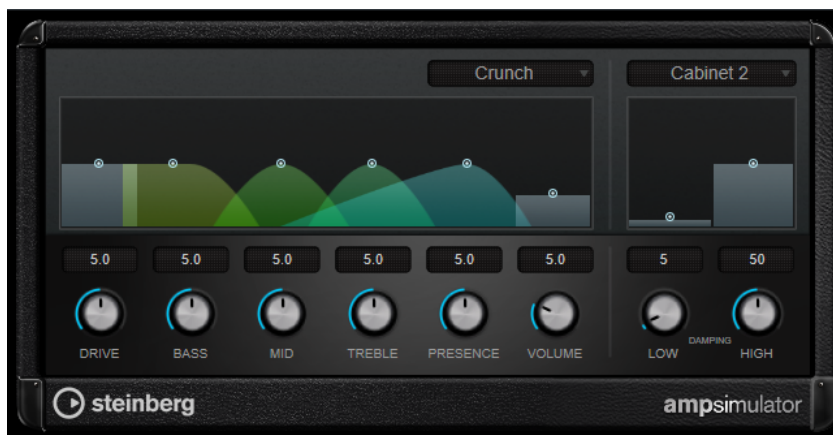 Crunch Cabinet 2
5.0 5.0 5.0 5.0 5.0 5.0 5 50
DRIVE BASS MID TREBLE PRESENCE VOLUME LOW DAMPING HIGH
steinberg ampsimulator